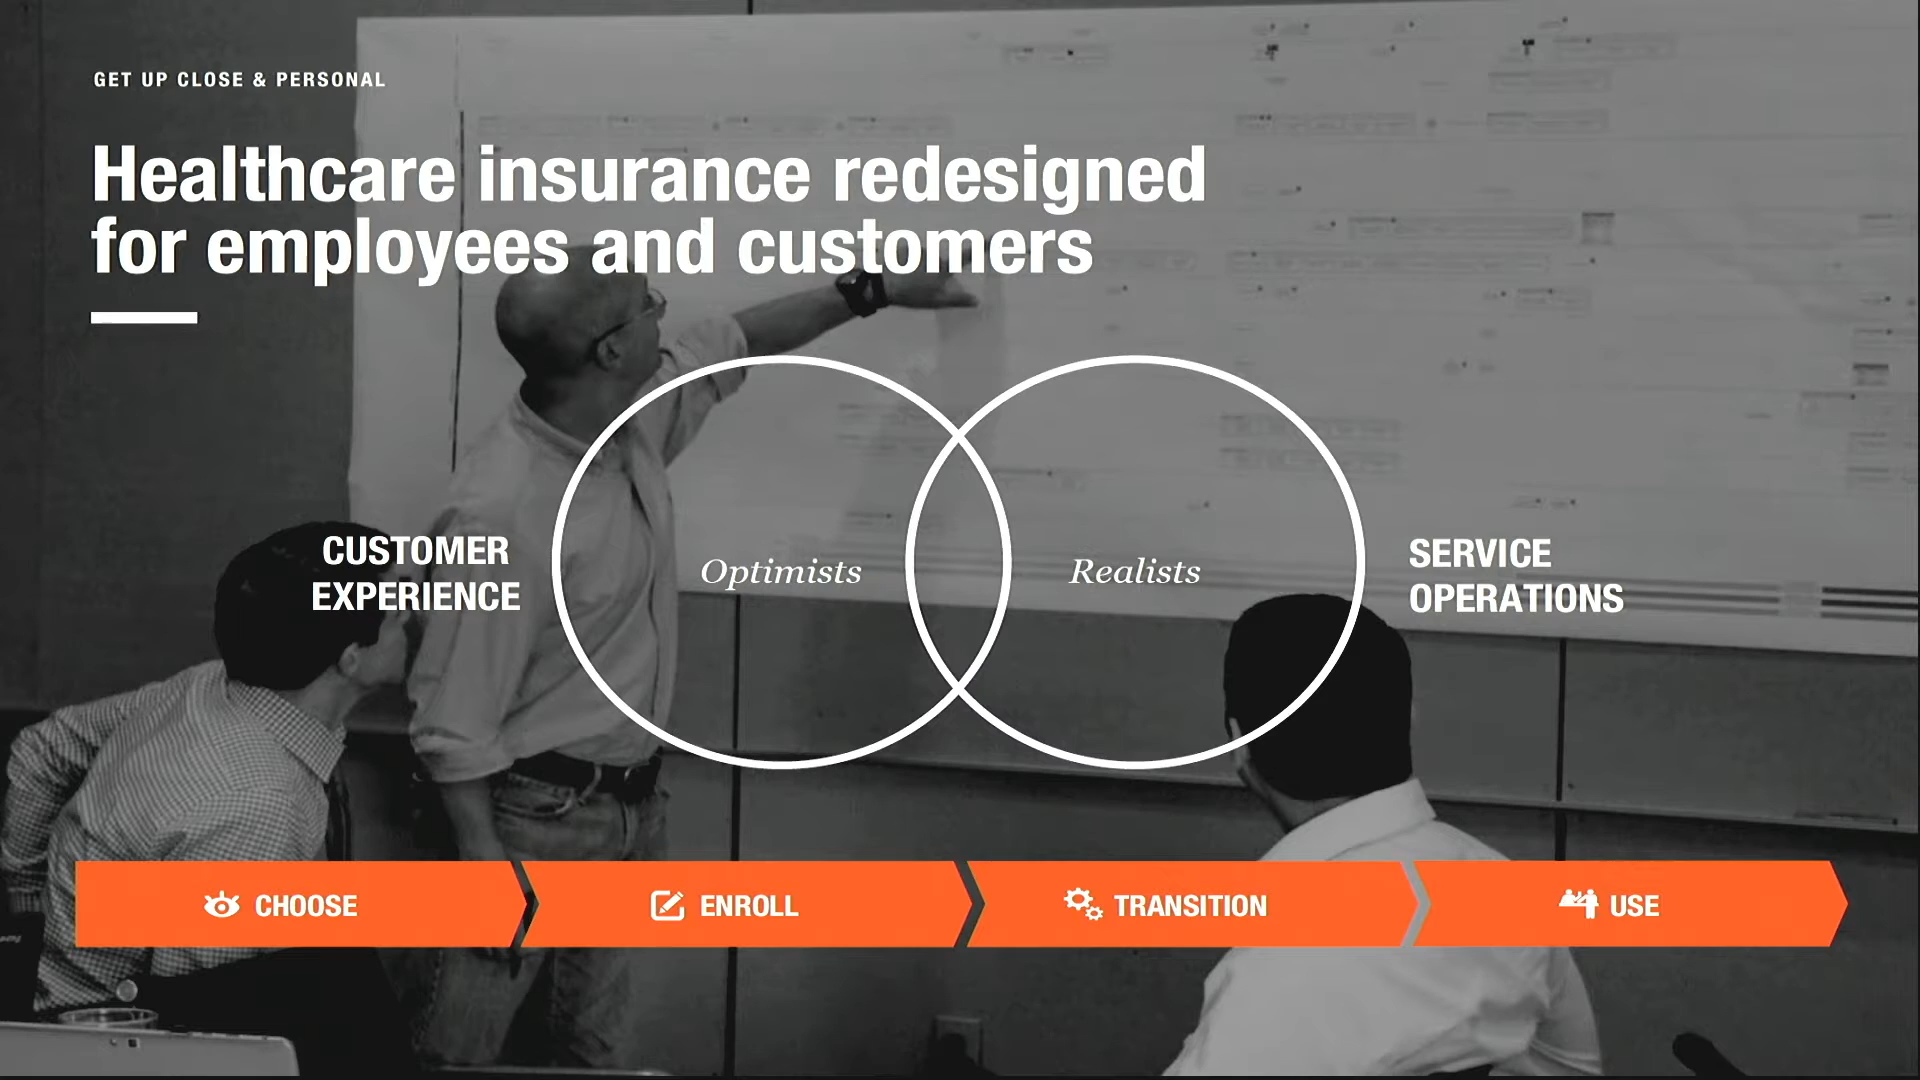 GET UP CLOSE & PERSONAL
Healthcare insurance redesigned
for employees and customers
CUSTOMER
EXPERIENCE
Optimists
Realists
SERVICE
OPERATIONS
CHOOSE
ENROLL
TRANSITION
USE